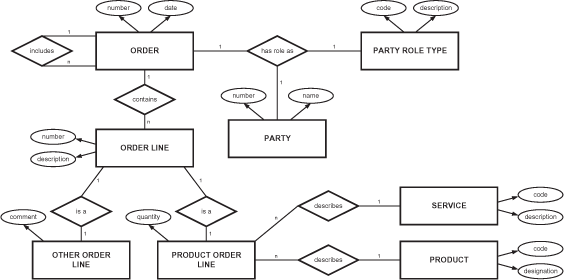 number
date
code
description
includes
1
n
ORDER
1
has role as
1
PARTY ROLE TYPE
1
contains
n
1
number
name
PARTY
number
description
ORDER LINE
1
1
comment
is a
1
quantity
is a
1
describes
n
1
SERVICE
code
description
OTHER ORDER
LINE
PRODUCT ORDER
LINE
n
describes
1
PRODUCT
code
designation